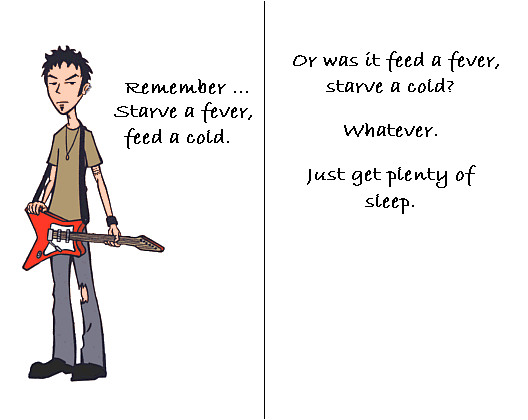 Remember ...
Starve a fever,
feed a cold.
Or was it feed a fever,
starve a cold?
Whatever.
Just get plenty of
sleep.